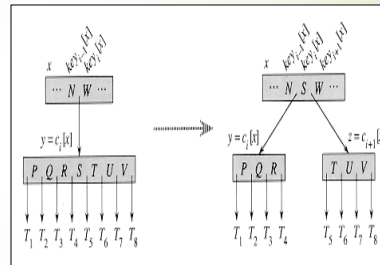 x key_{i-1}[x] key_i[x]
... N W ...
y = c_i[x]
P Q R S T U V
T_1 T_2 T_3 T_4 T_5 T_6 T_7 T_8
x key_{i-1}[x] key_i[x] key_{i+1}[x]
... N S W ...
y = c_i[x] z = c_{i+1}[x]
P Q R T U V
T_1 T_2 T_3 T_4 T_5 T_6 T_7 T_8